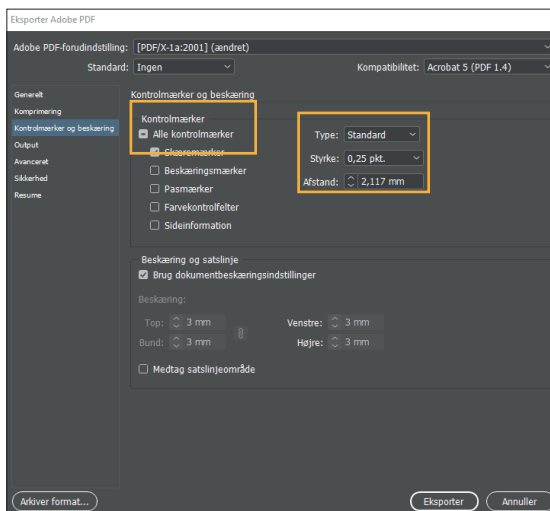 Eksporter Adobe PDF
Adobe PDF-forudindstilling: [PDF/X-1a:2001] (ændret)
Standard: Ingen Kompatibilitet: Acrobat 5 (PDF 1.4)
Generelt
Komprimering
Kontrolmærker og beskæring
Output
Avanceret
Sikkerhed
Resume
Kontrolmærker og beskæring
Kontrolmærker
Alle kontrolmærker
Skæremærker
Beskæringsmærker
Pasmærker
Farvekontrolfelter
Sideinformation
Type: Standard
Styrke: 0,25 pkt.
Afstand: 2,117 mm
Beskæring og satslinje
Brug dokumentbeskæringsindstillinger
Beskæring:
Top: 3 mm Venstre: 3 mm
Bund: 3 mm Højre: 3 mm
Medtag satslinjeområde
Arkiver format... Eksporter Annuller